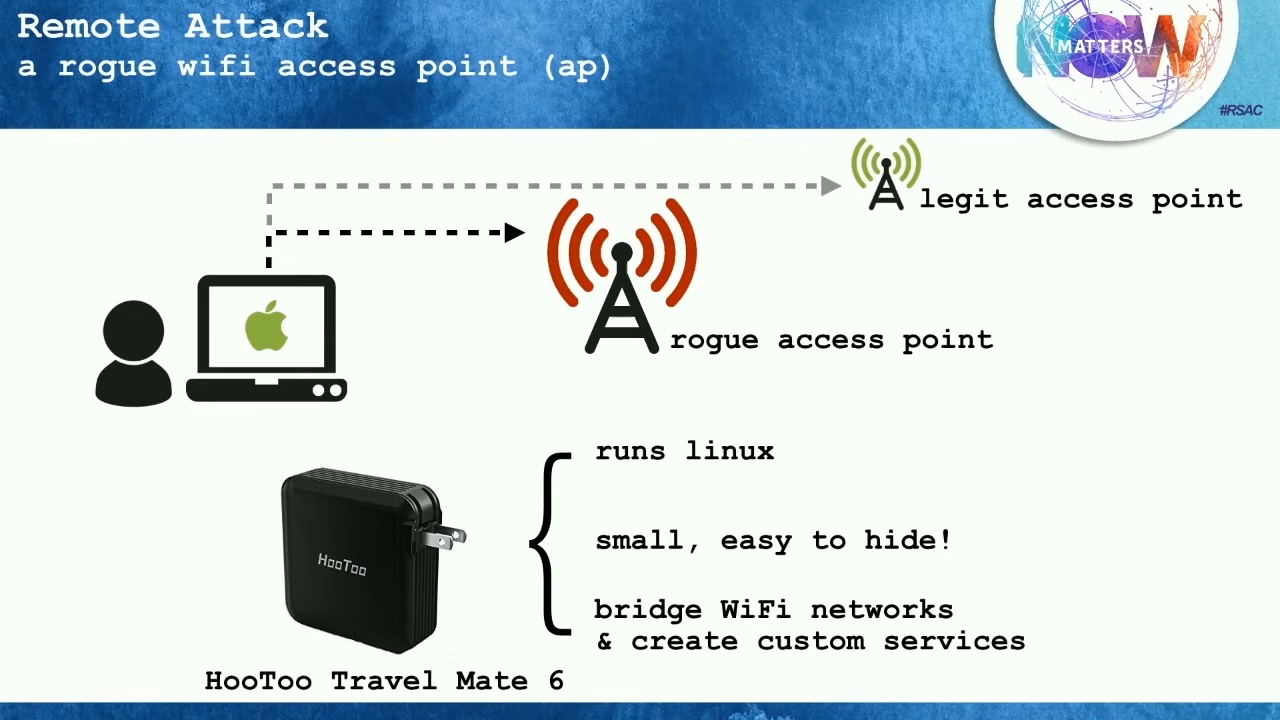 Remote Attack
a rogue wifi access point (ap)
NOW
MATTERS
#RSAC
legit access point
rogue access point
runs linux
small, easy to hide!
HooToo
bridge WiFi networks
& create custom services
HooToo Travel Mate 6